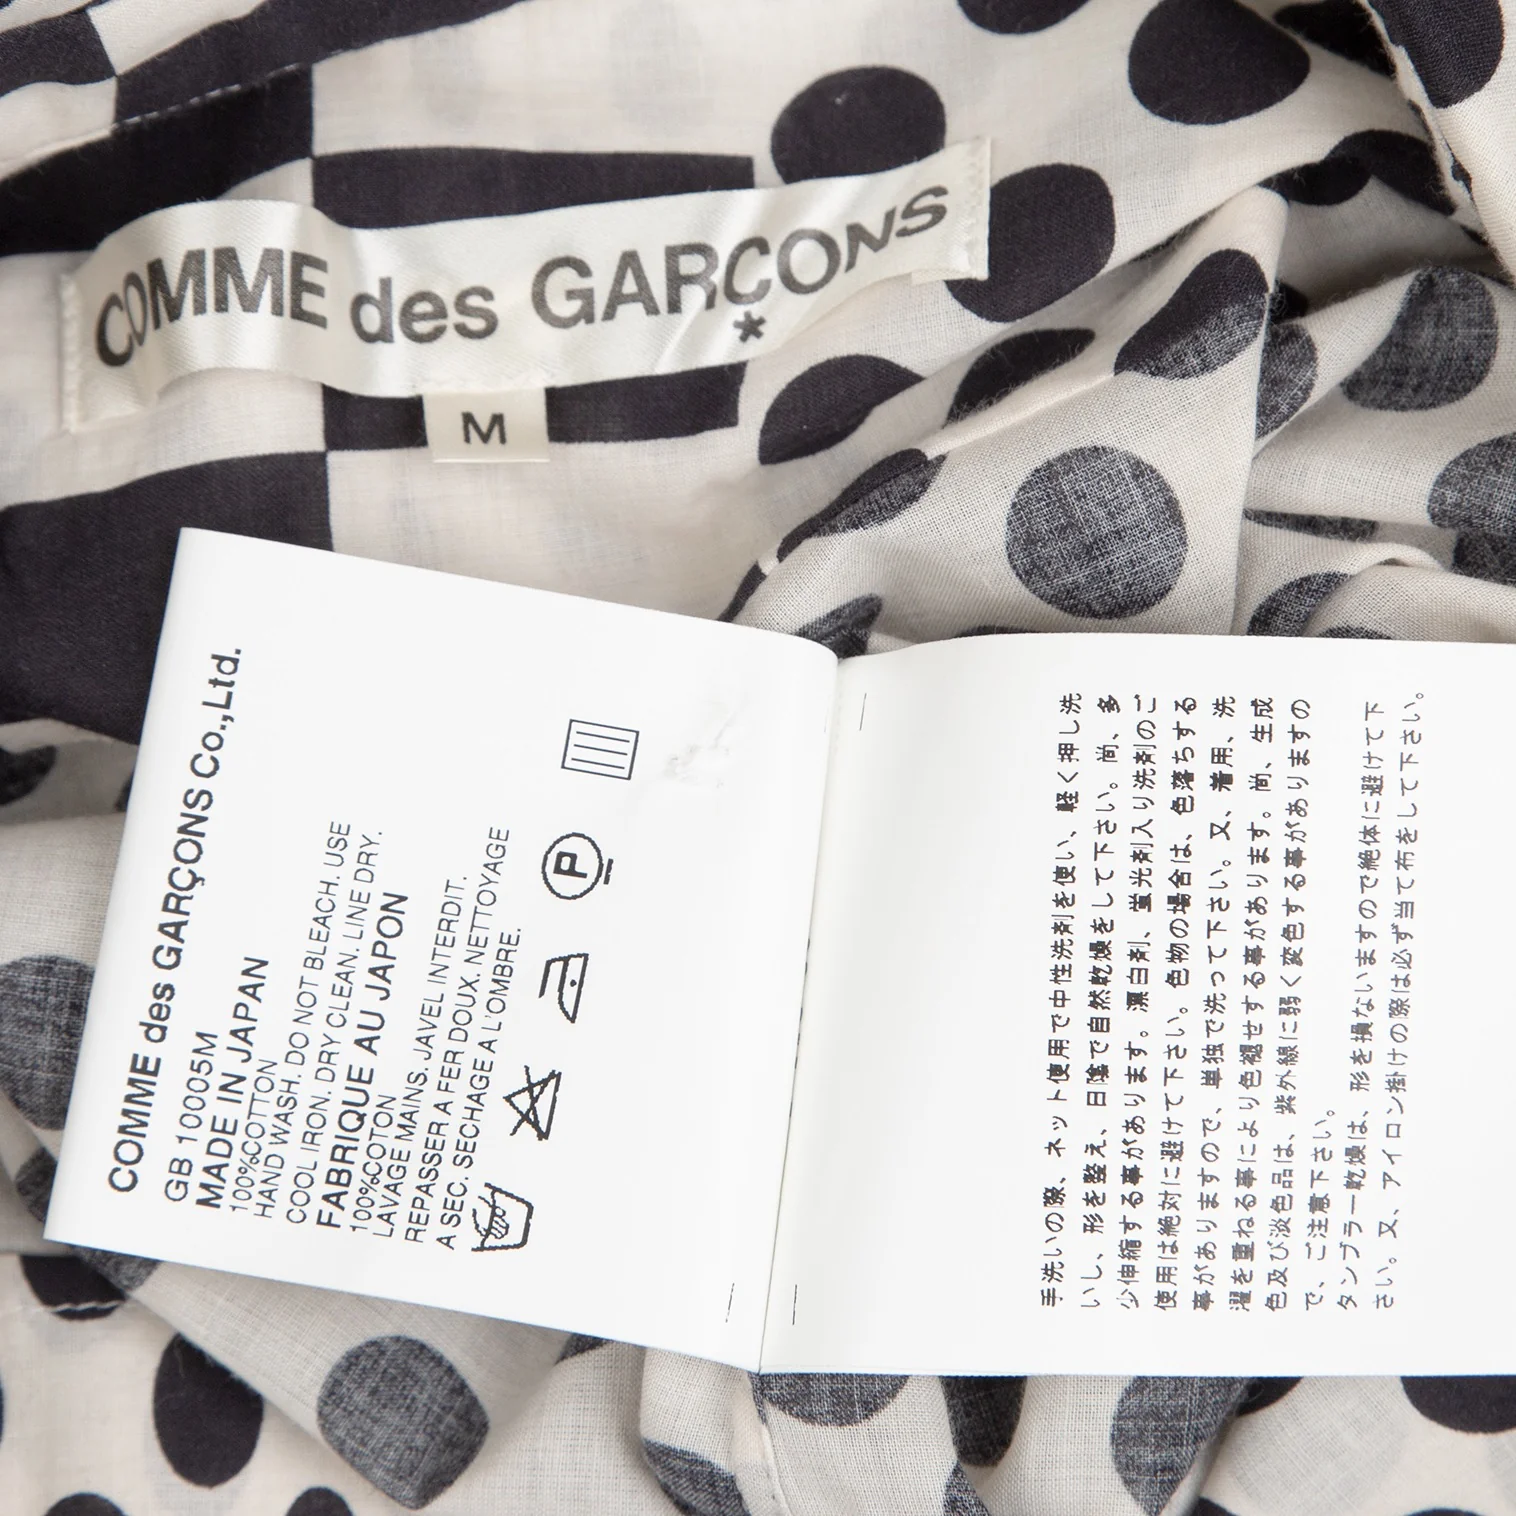 COMME des GARÇONS
*
M
COMME des GARÇONS Co.,Ltd.
GB 10005M
MADE IN JAPAN
100%COTTON
HAND WASH. DO NOT BLEACH. USE
COOL IRON. DRY CLEAN. LINE DRY.
FABRIQUE AU JAPON
100%COTON
LAVAGE MAINS. JAVEL INTERDIT.
REPASSER A FER DOUX. NETTOYAGE
A SEC. SECHAGE A L'OMBRE.
P
手洗いの際、ネット使用で中性洗剤を使い、軽く押し洗
いし、形を整え、日陰で自然乾燥をして下さい。尚、多
少伸縮する事があります。漂白剤、蛍光剤入り洗剤のご
使用は絶対に避けて下さい。色物の場合は、色落ちする
事がありますので、単独で洗って下さい。又、着用、洗
濯を重ねる事により色褪せする事があります。尚、生成
色及び淡色品は、紫外線に弱く変色する事がありますの
で、ご注意下さい。
タンブラー乾燥は、形を損ないますので絶体に避けて下
さい。又、アイロン掛けの際は必ず当て布をして下さい。